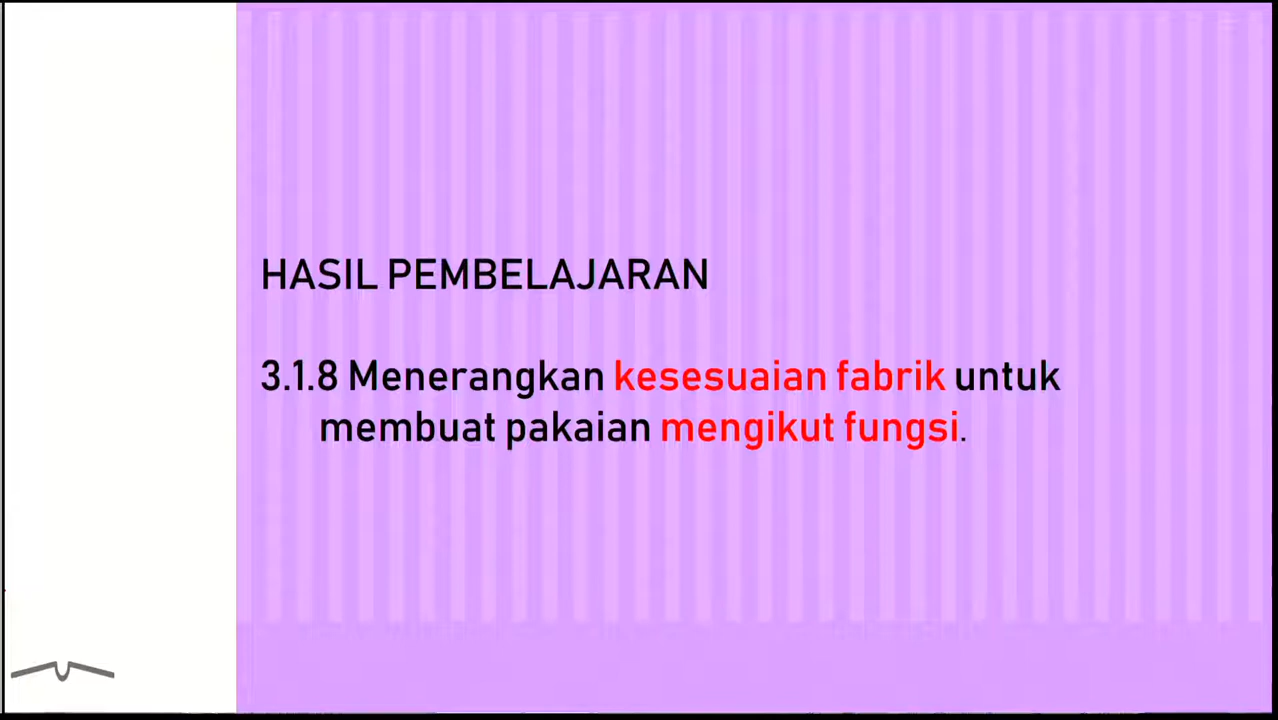 HASIL PEMBELAJARAN
3.1.8 Menerangkan kesesuaian fabrik untuk
membuat pakaian mengikut fungsi.